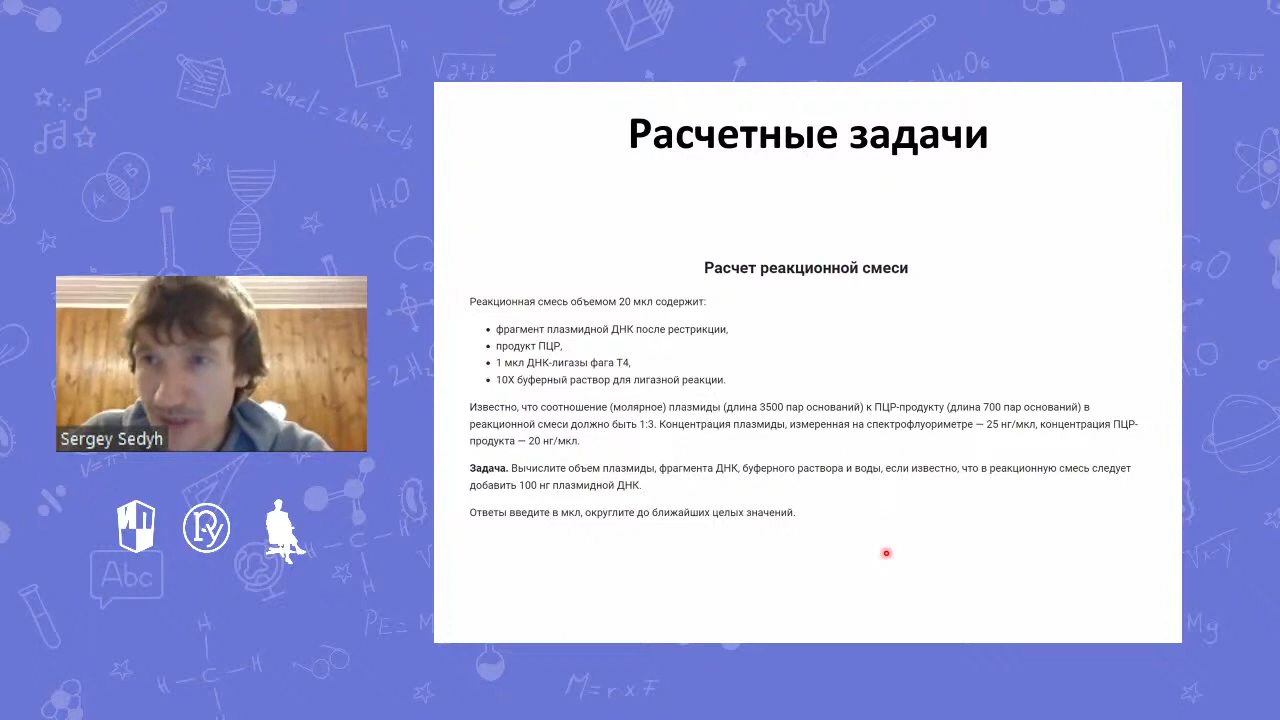 Расчетные задачи
Расчет реакционной смеси
Реакционная смесь объемом 20 мкл содержит:
фрагмент плазмидной ДНК после рестрикции,
продукт ПЦР,
1 мкл ДНК-лигазы фага Т4,
10Х буферный раствор для лигазной реакции.
Известно, что соотношение (молярное) плазмиды (длина 3500 пар оснований) к ПЦР-продукту (длина 700 пар оснований) в
реакционной смеси должно быть 1:3. Концентрация плазмиды, измеренная на спектрофлуориметре — 25 нг/мкл, концентрация ПЦР-
продукта — 20 нг/мкл.
Задача. Вычислите объем плазмиды, фрагмента ДНК, буферного раствора и воды, если известно, что в реакционную смесь следует
добавить 100 нг плазмидной ДНК.
Ответы введите в мкл, округлите до ближайших целых значений.
Sergey Sedyh
Abc
H₂O
M = r x F